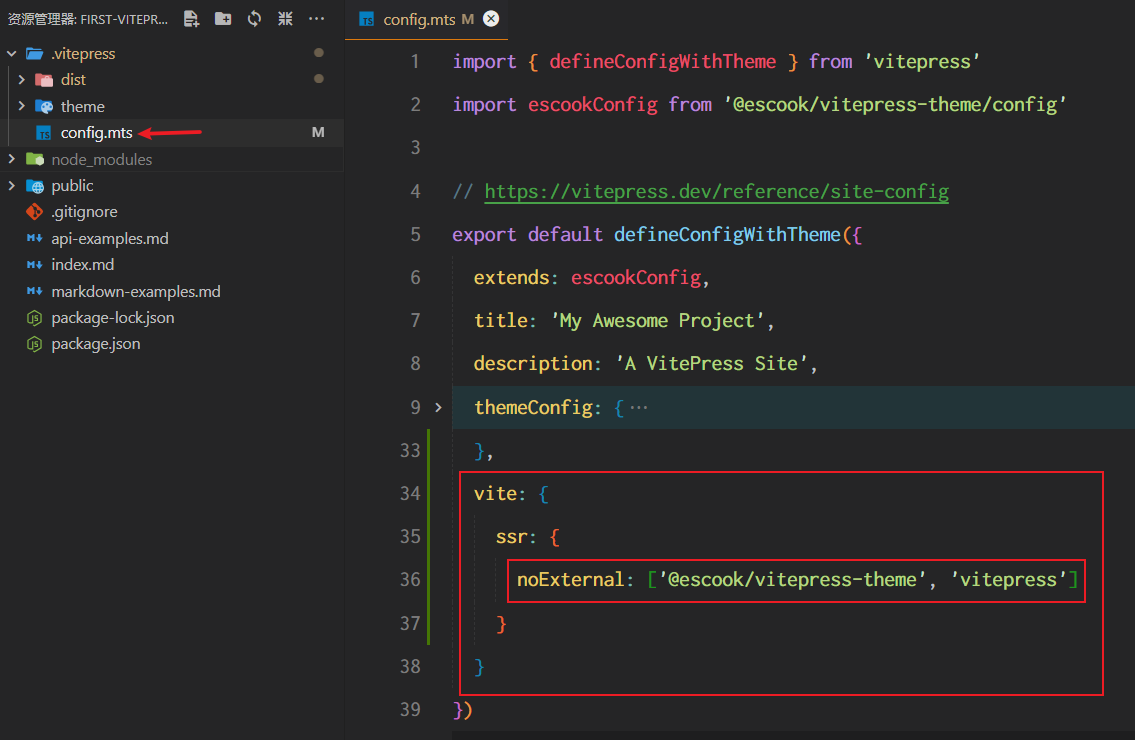 资源管理器: FIRST-VITEPR...
.vitepress
dist
theme
config.mts M
node_modules
public
.gitignore
api-examples.md
index.md
markdown-examples.md
package-lock.json
package.json
config.mts M
1 import { defineConfigWithTheme } from 'vitepress'
2 import escookConfig from '@escook/vitepress-theme/config'
3
4 // https://vitepress.dev/reference/site-config
5 export default defineConfigWithTheme({
6 extends: escookConfig,
7 title: 'My Awesome Project',
8 description: 'A VitePress Site',
9 themeConfig: { ···
33 },
34 vite: {
35 ssr: {
36 noExternal: ['@escook/vitepress-theme', 'vitepress']
37 }
38 }
39 })